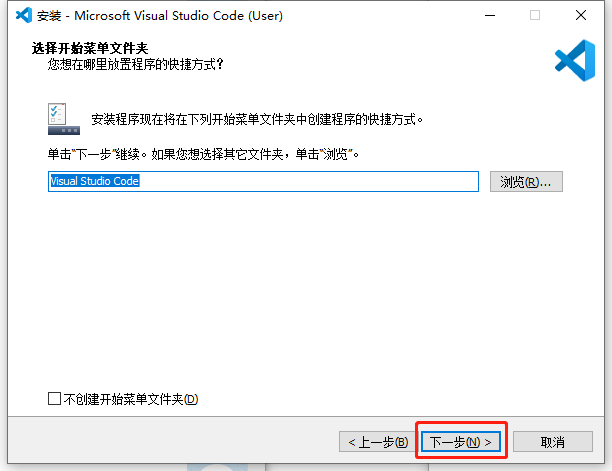 安装 - Microsoft Visual Studio Code (User)
选择开始菜单文件夹
您想在哪里放置程序的快捷方式?
安装程序现在将在下列开始菜单文件夹中创建程序的快捷方式。
单击"下一步"继续。如果您想选择其它文件夹，单击"浏览"。
Visual Studio Code
浏览(R)...
不创建开始菜单文件夹(D)
< 上一步(B)
下一步(N) >
取消